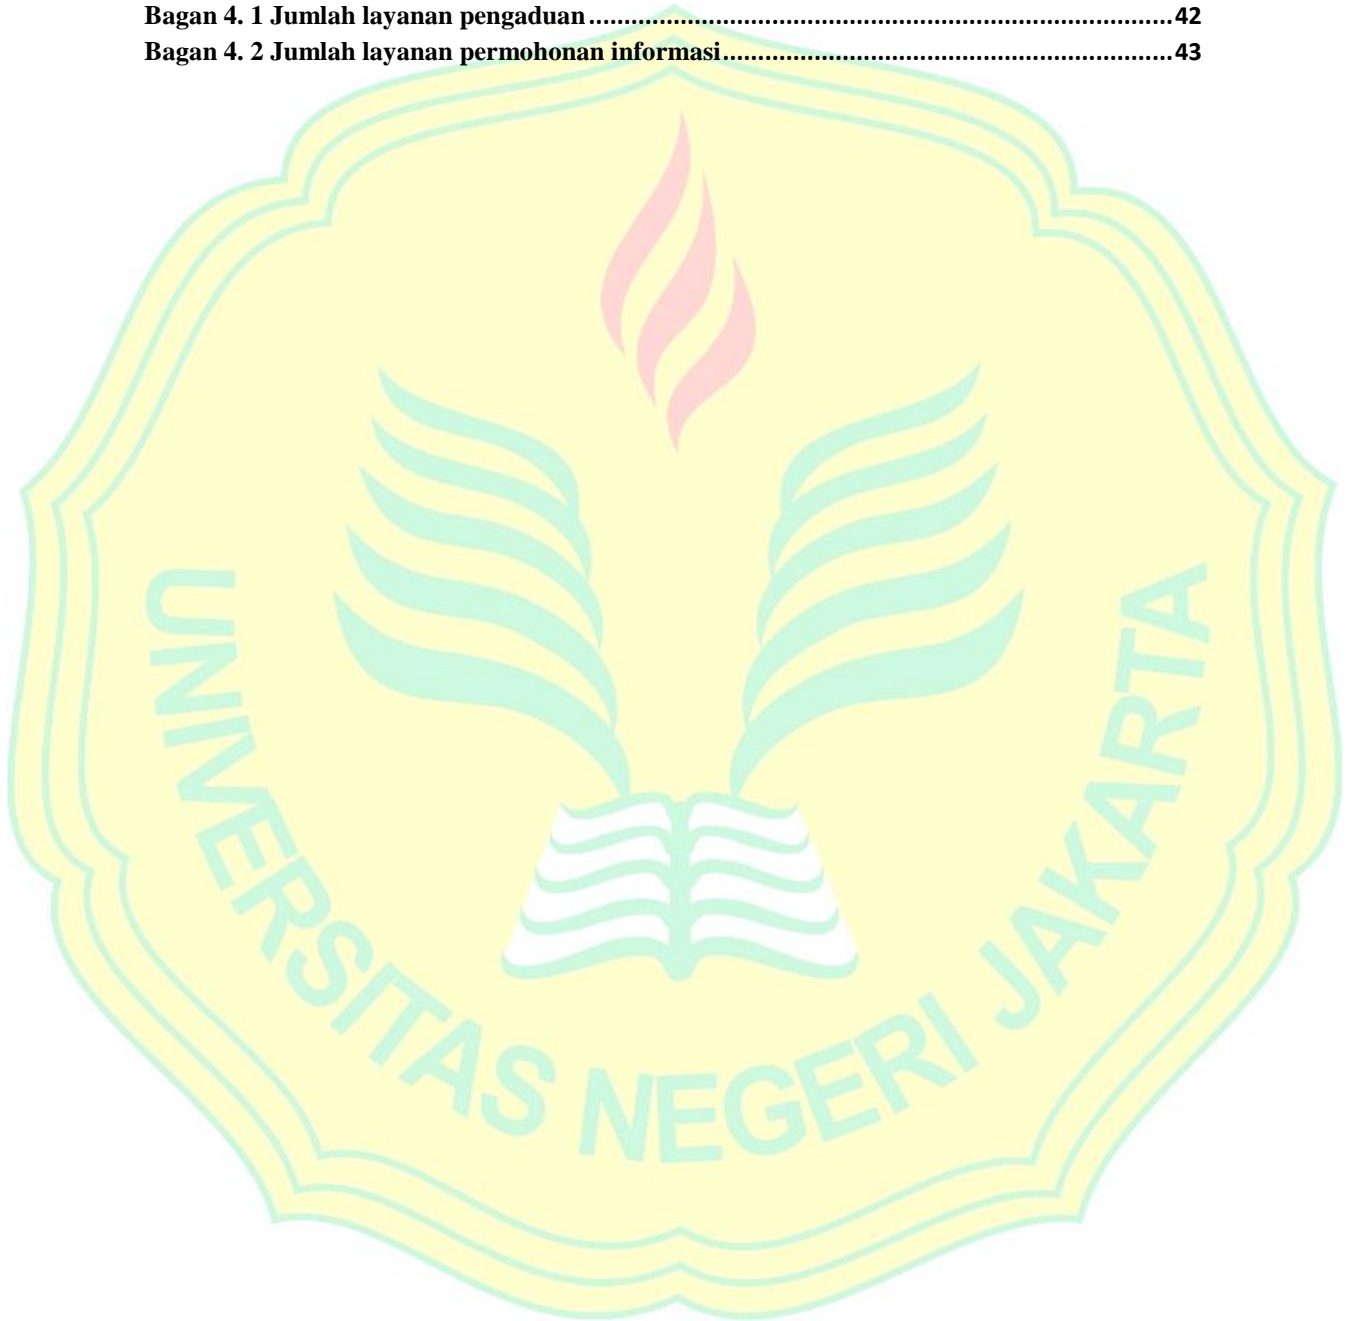 Bagan 4. 1 Jumlah layanan pengaduan....................................................................................42
Bagan 4. 2 Jumlah layanan permohonan informasi.................................................................43
UNIVERSITAS NEGERI JAKARTA